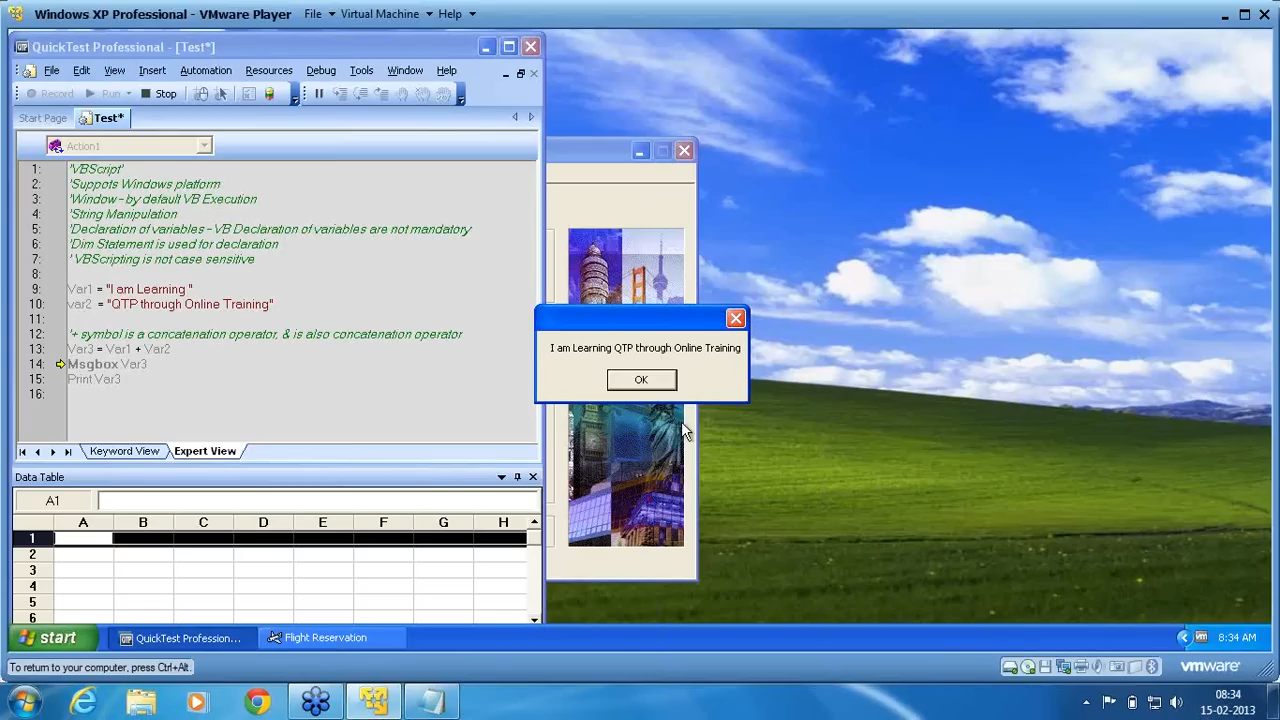 Windows XP Professional - VMware Player File Virtual Machine Help
QuickTest Professional - [Test*]
File Edit View Insert Automation Resources Debug Tools Window Help
Record Run Stop
Start Page Test*
Action1
1: 'VBScript'
2: 'Suppots Windows platform
3: 'Window - by default VB Execution
4: 'String Manipulation
5: 'Declaration of variables - VB Declaration of variables are not mandatory
6: 'Dim Statement is used for declaration
7: ' VBScripting is not case sensitive
8:
9: Var1 = "I am Learning "
10: var2 = "QTP through Online Training"
11:
12: '+ symbol is a concatenation operator, & is also concatenation operator
13: Var3 = Var1 + Var2
14: Msgbox Var3
15: Print Var3
16:
I am Learning QTP through Online Training
OK
Keyword View Expert View
Data Table
A1
A B C D E F G H
1
2
3
4
5
6
start QuickTest Profession... Flight Reservation 8:34 AM
To return to your computer, press Ctrl+Alt. vmware
08:34
15-02-2013